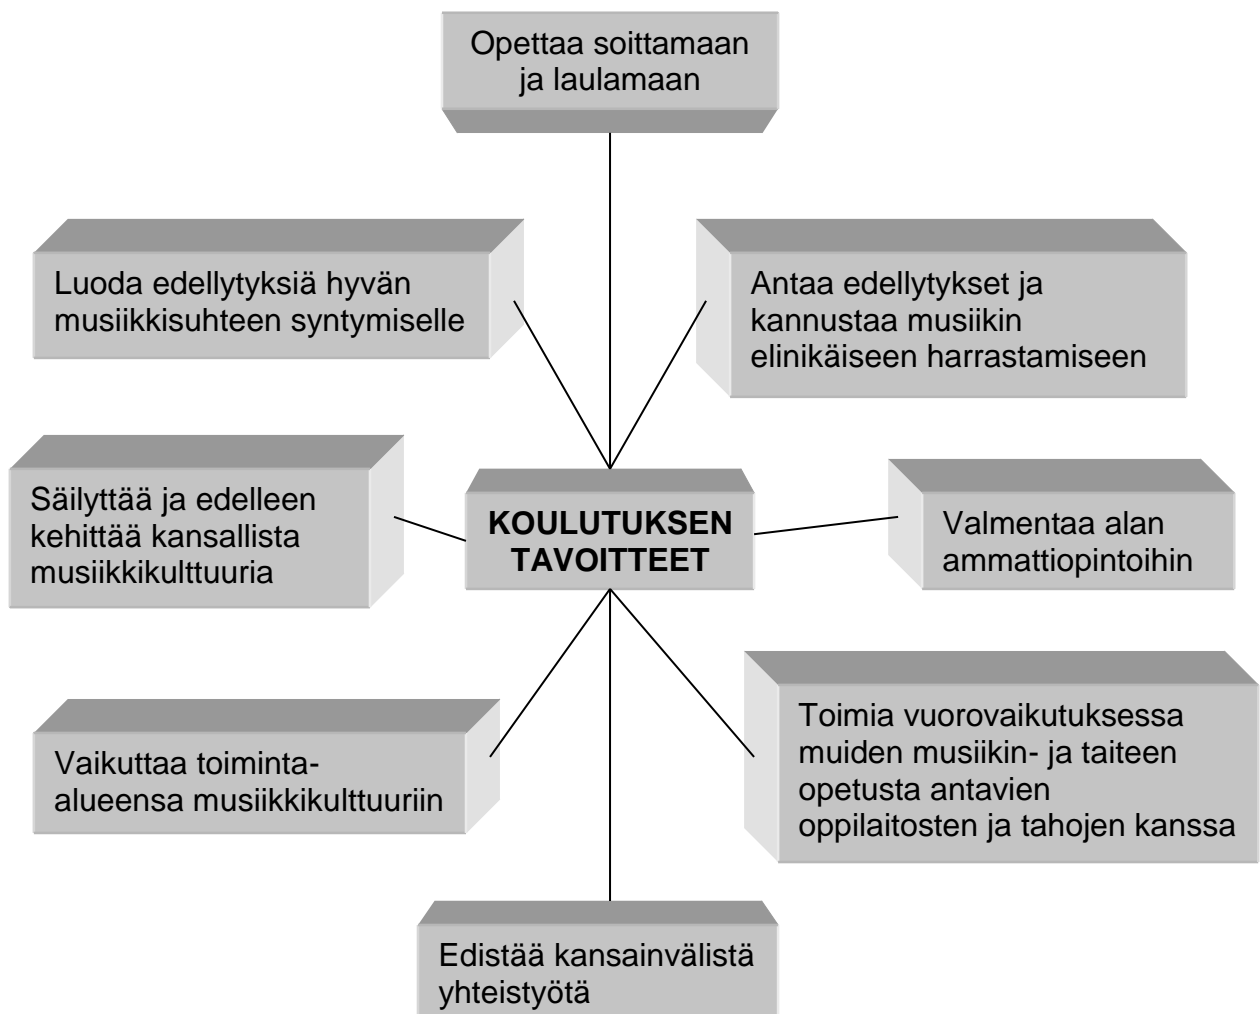 Opettaa soittamaan
ja laulamaan
Luoda edellytyksiä hyvän
musiikkisuhteen syntymiselle
Antaa edellytykset ja
kannustaa musiikin
elinikäiseen harrastamiseen
Säilyttää ja edelleen
kehittää kansallista
musiikkikulttuuria
KOULUTUKSEN
TAVOITTEET
Valmentaa alan
ammattiopintoihin
Vaikuttaa toiminta-
alueensa musiikkikulttuuriin
Toimia vuorovaikutuksessa
muiden musiikin- ja taiteen
opetusta antavien
oppilaitosten ja tahojen kanssa
Edistää kansainvälistä
yhteistyötä